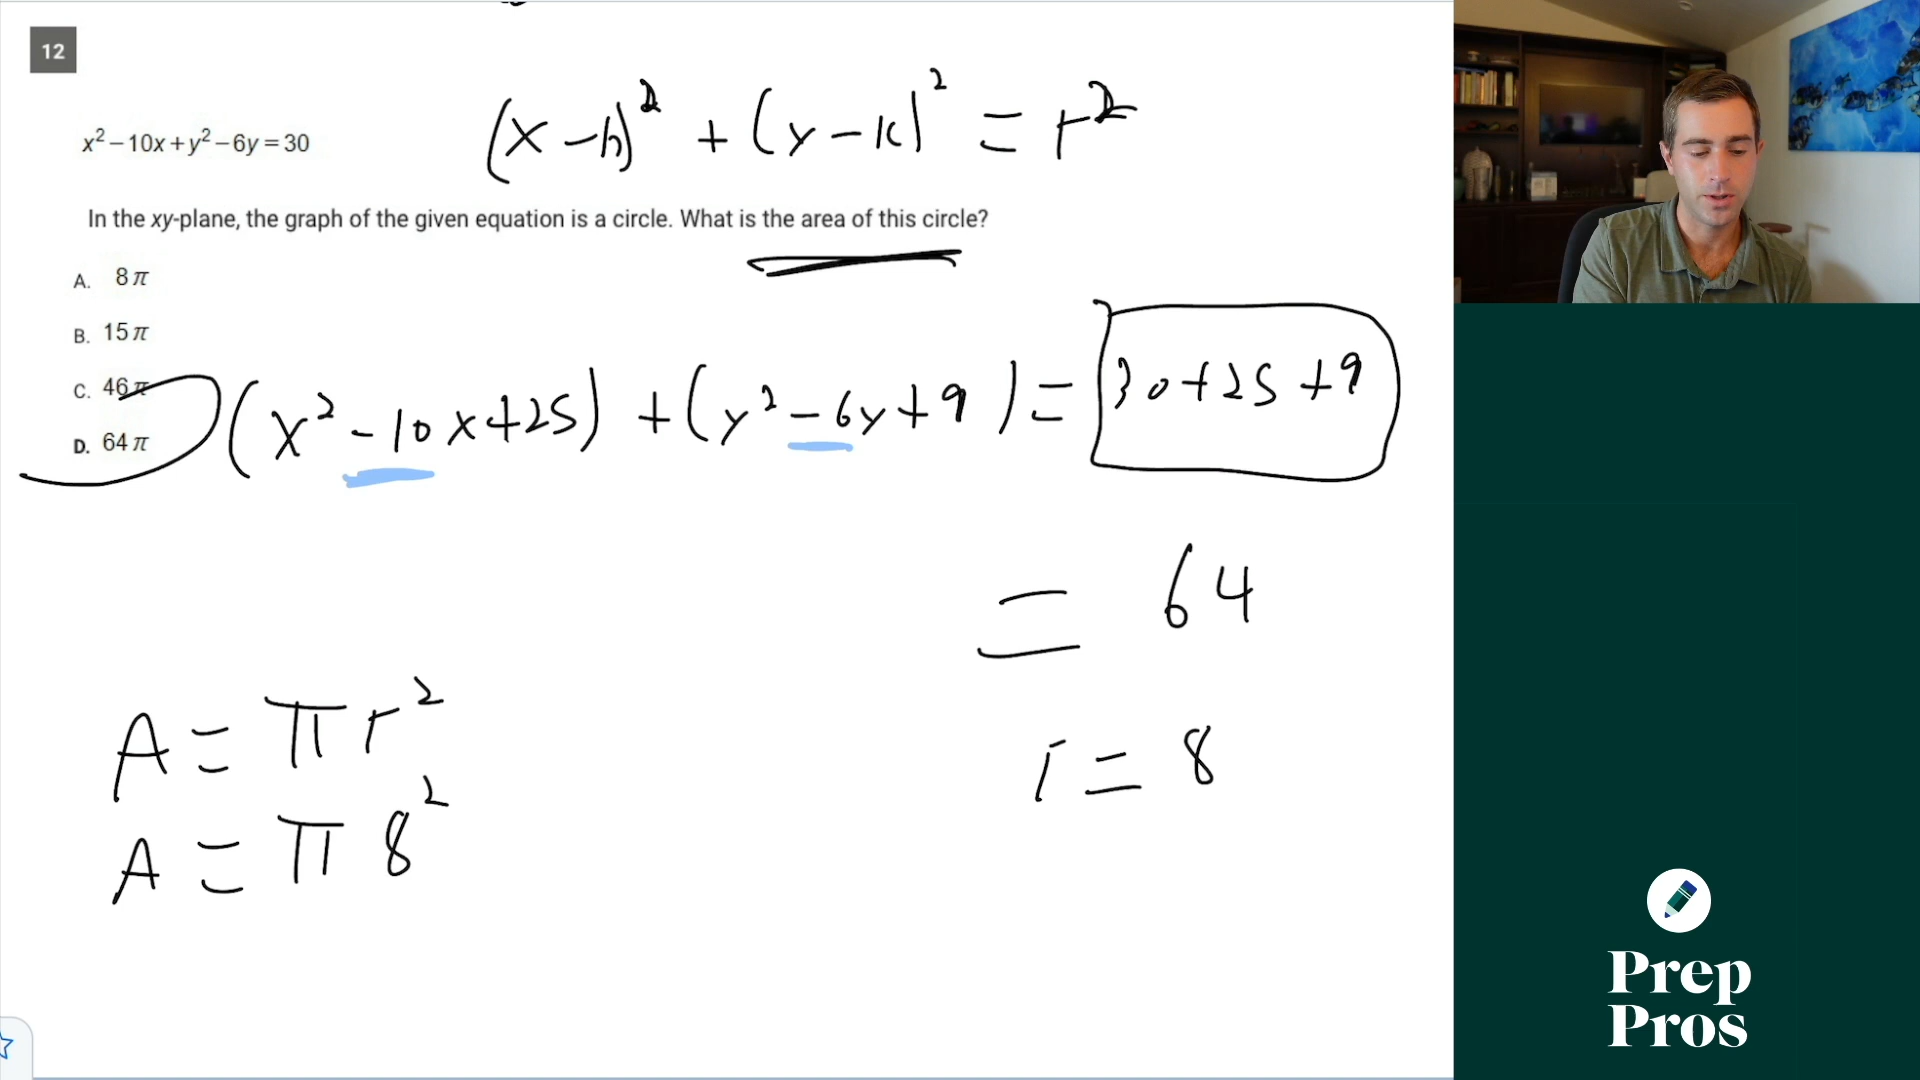 12
(x-h)² + (y-k)² = r²
x² – 10x + y² – 6y = 30
In the xy-plane, the graph of the given equation is a circle. What is the area of this circle?
A. 8π
B. 15π
C. 46π
D. 64π
(x² - 10x + 25) + (y² - 6y + 9) = 30 + 25 + 9
= 64
A = πr²
r = 8
A = π 8²
Prep
Pros